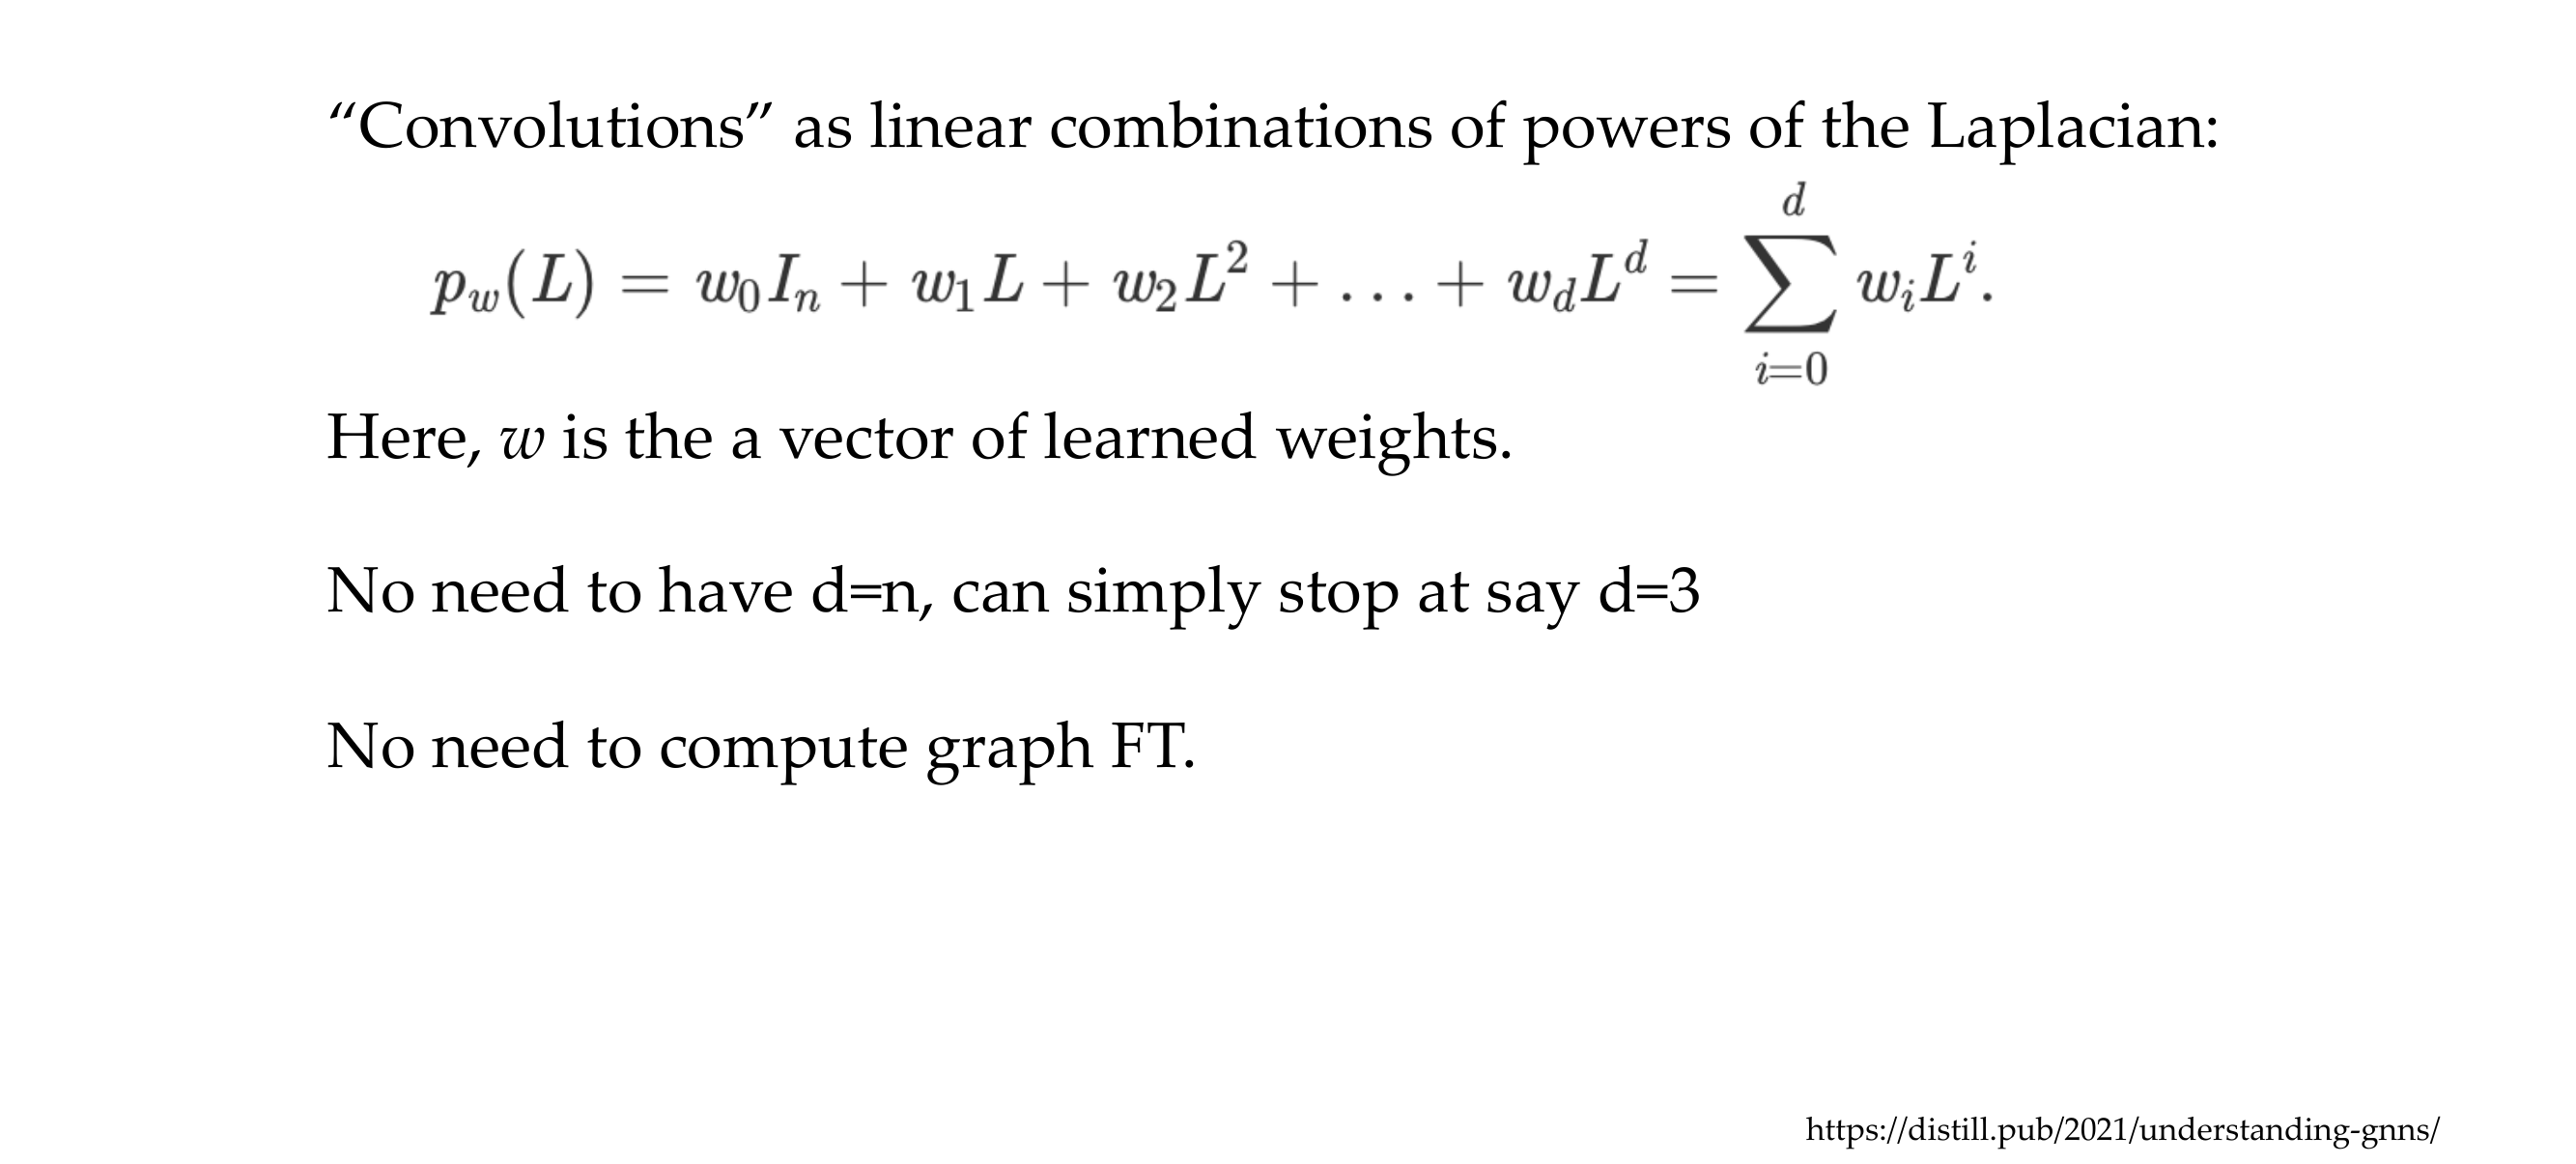 “Convolutions” as linear combinations of powers of the Laplacian:
p_w(L) = w_0 I_n + w_1 L + w_2 L^2 + … + w_d L^d = \sum_{i=0}^{d} w_i L^i.
Here, w is the a vector of learned weights.
No need to have d=n, can simply stop at say d=3
No need to compute graph FT.
https://distill.pub/2021/understanding-gnns/